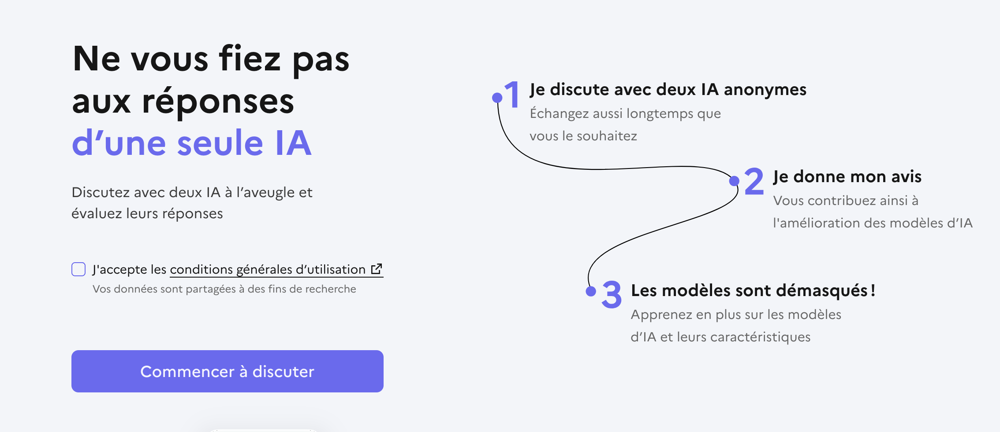 Ne vous fiez pas
aux réponses
d’une seule IA
Discutez avec deux IA à l’aveugle et
évaluez leurs réponses
J'accepte les conditions générales d’utilisation
Vos données sont partagées à des fins de recherche
Commencer à discuter
1 Je discute avec deux IA anonymes
Échangez aussi longtemps que
vous le souhaitez
2 Je donne mon avis
Vous contribuez ainsi à
l'amélioration des modèles d’IA
3 Les modèles sont démasqués !
Apprenez en plus sur les modèles
d’IA et leurs caractéristiques